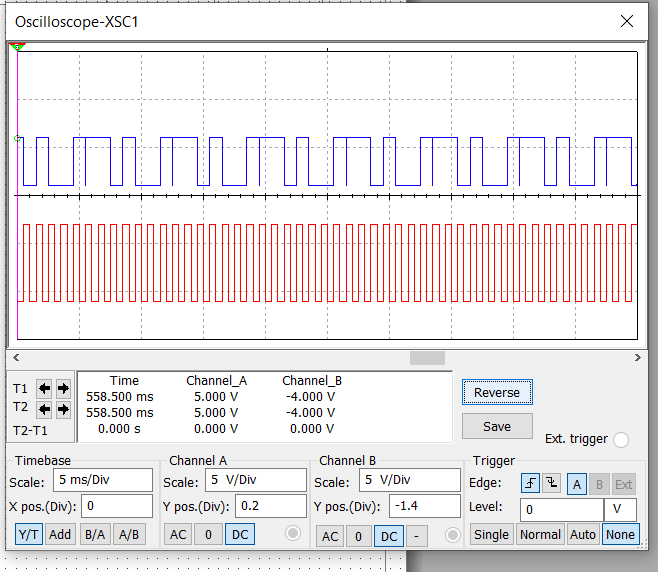 Oscilloscope-XSC1
Time Channel_A Channel_B
T1 558.500 ms 5.000 V -4.000 V
T2 558.500 ms 5.000 V -4.000 V
T2-T1 0.000 s 0.000 V 0.000 V
Reverse
Save
Ext. trigger
Timebase Channel A Channel B Trigger
Scale: 5 ms/Div Scale: 5 V/Div Scale: 5 V/Div Edge: A B Ext
X pos.(Div): 0 Y pos.(Div): 0.2 Y pos.(Div): -1.4 Level: 0 V
Y/T Add B/A A/B AC 0 DC AC 0 DC - Single Normal Auto None